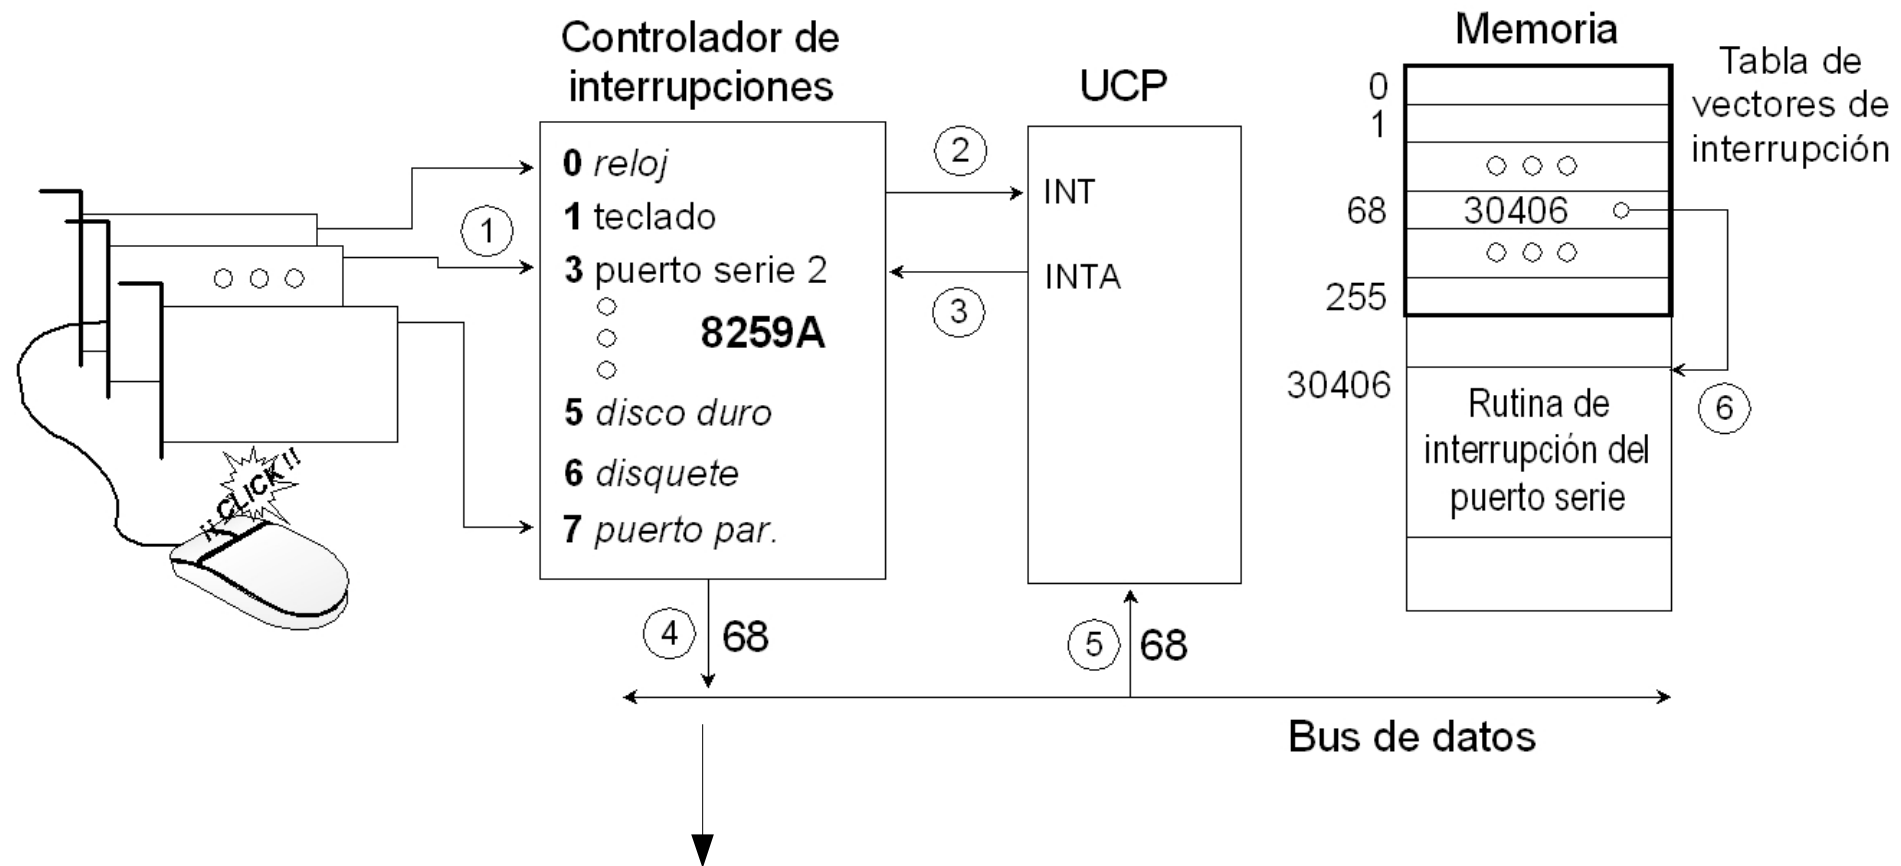 Controlador de
interrupciones
0 reloj
1 teclado
3 puerto serie 2
8259A
5 disco duro
6 disquete
7 puerto par.
1
¡¡ CLICK !!
2
3
UCP
INT
INTA
4
68
5
68
Bus de datos
Memoria
0
1
68
30406
255
30406
Rutina de
interrupción del
puerto serie
6
Tabla de
vectores de
interrupción